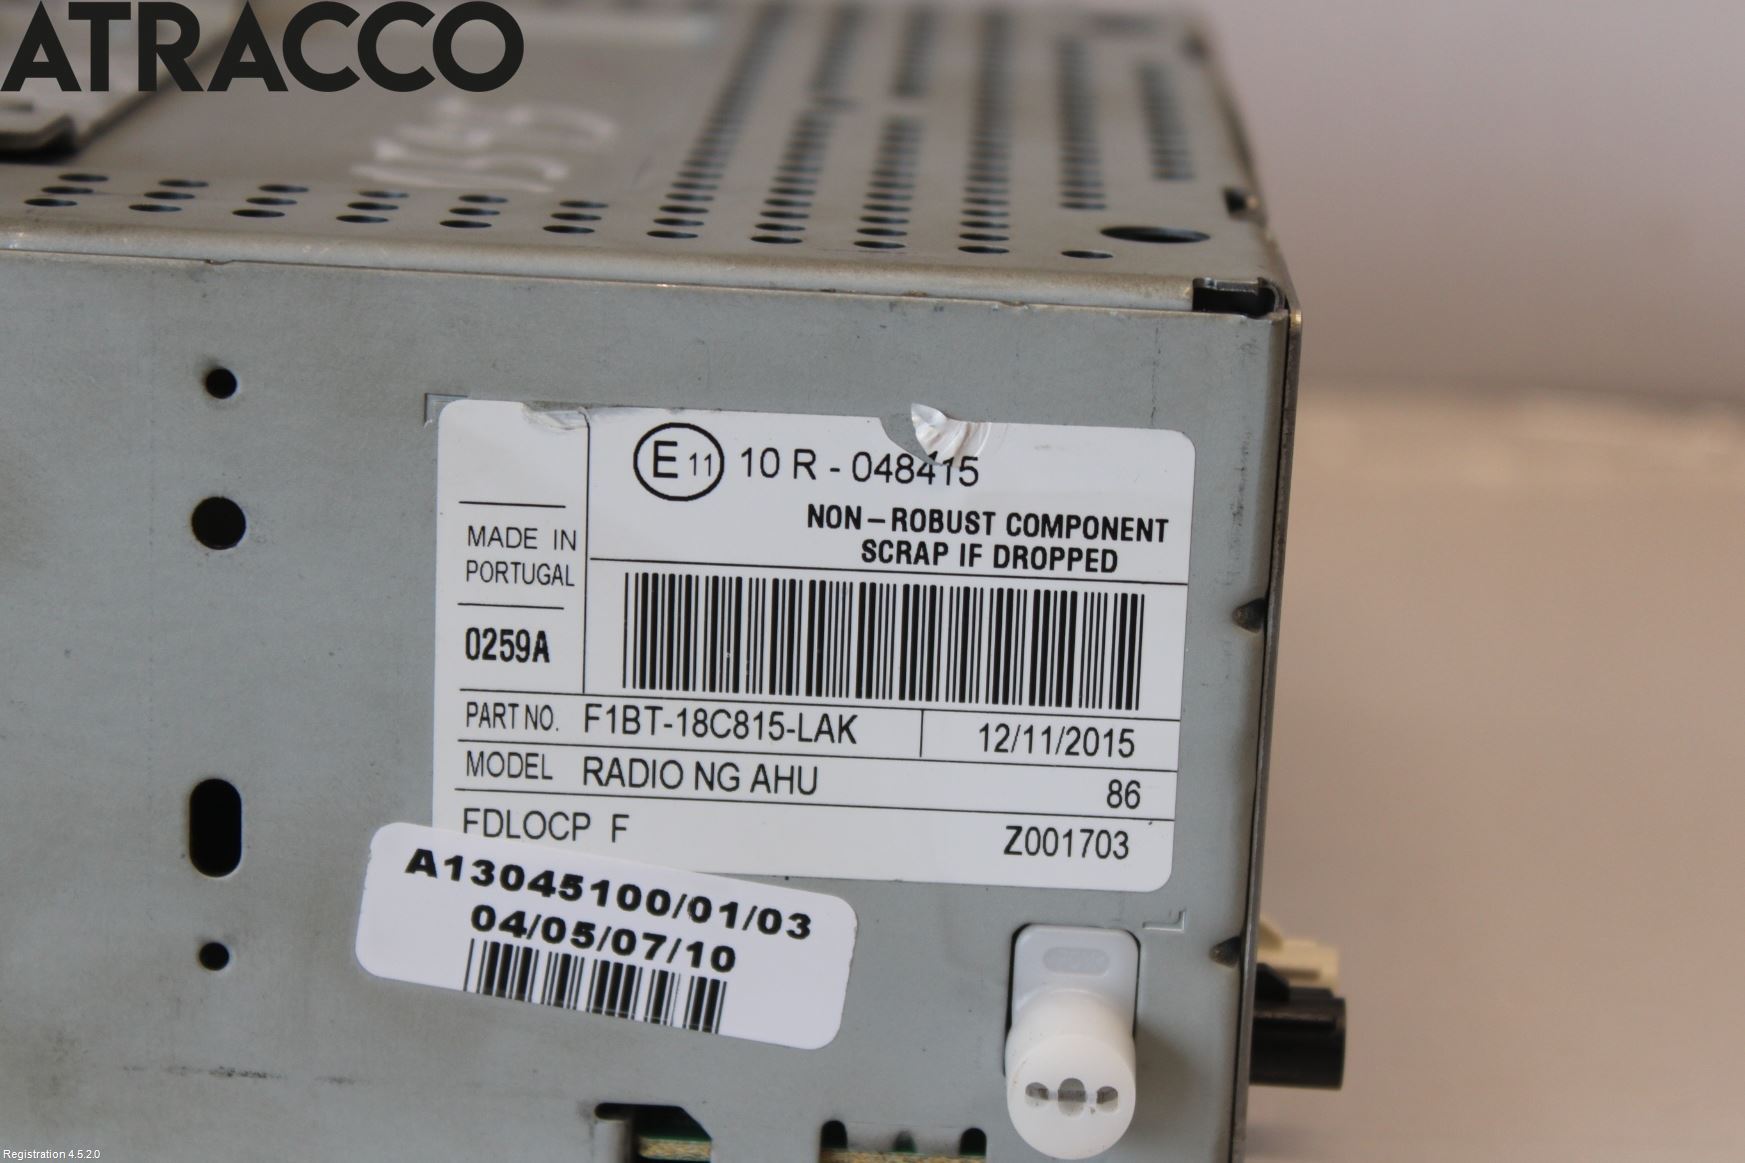 ATRACCO
E11 10 R - 048415
NON-ROBUST COMPONENT
SCRAP IF DROPPED
MADE IN
PORTUGAL
0259A
PART NO. F1BT-18C815-LAK 12/11/2015
MODEL RADIO NG AHU 86
FDLOCP F Z001703
A13045100/01/03
04/05/07/10
Registration 4.5.2.0